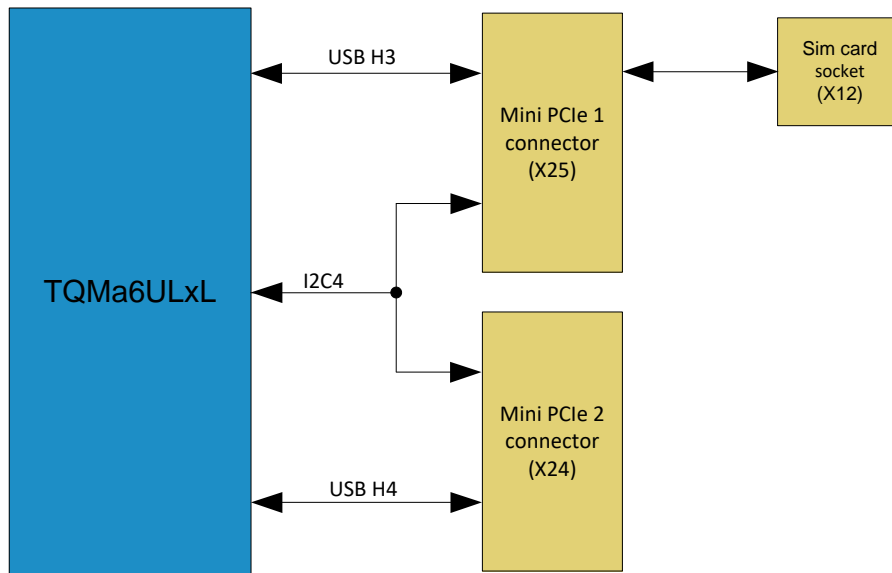 USB H3
Mini PCIe 1
connector
(X25)
Sim card
socket
(X12)
TQMa6ULxL
I2C4
Mini PCIe 2
connector
(X24)
USB H4